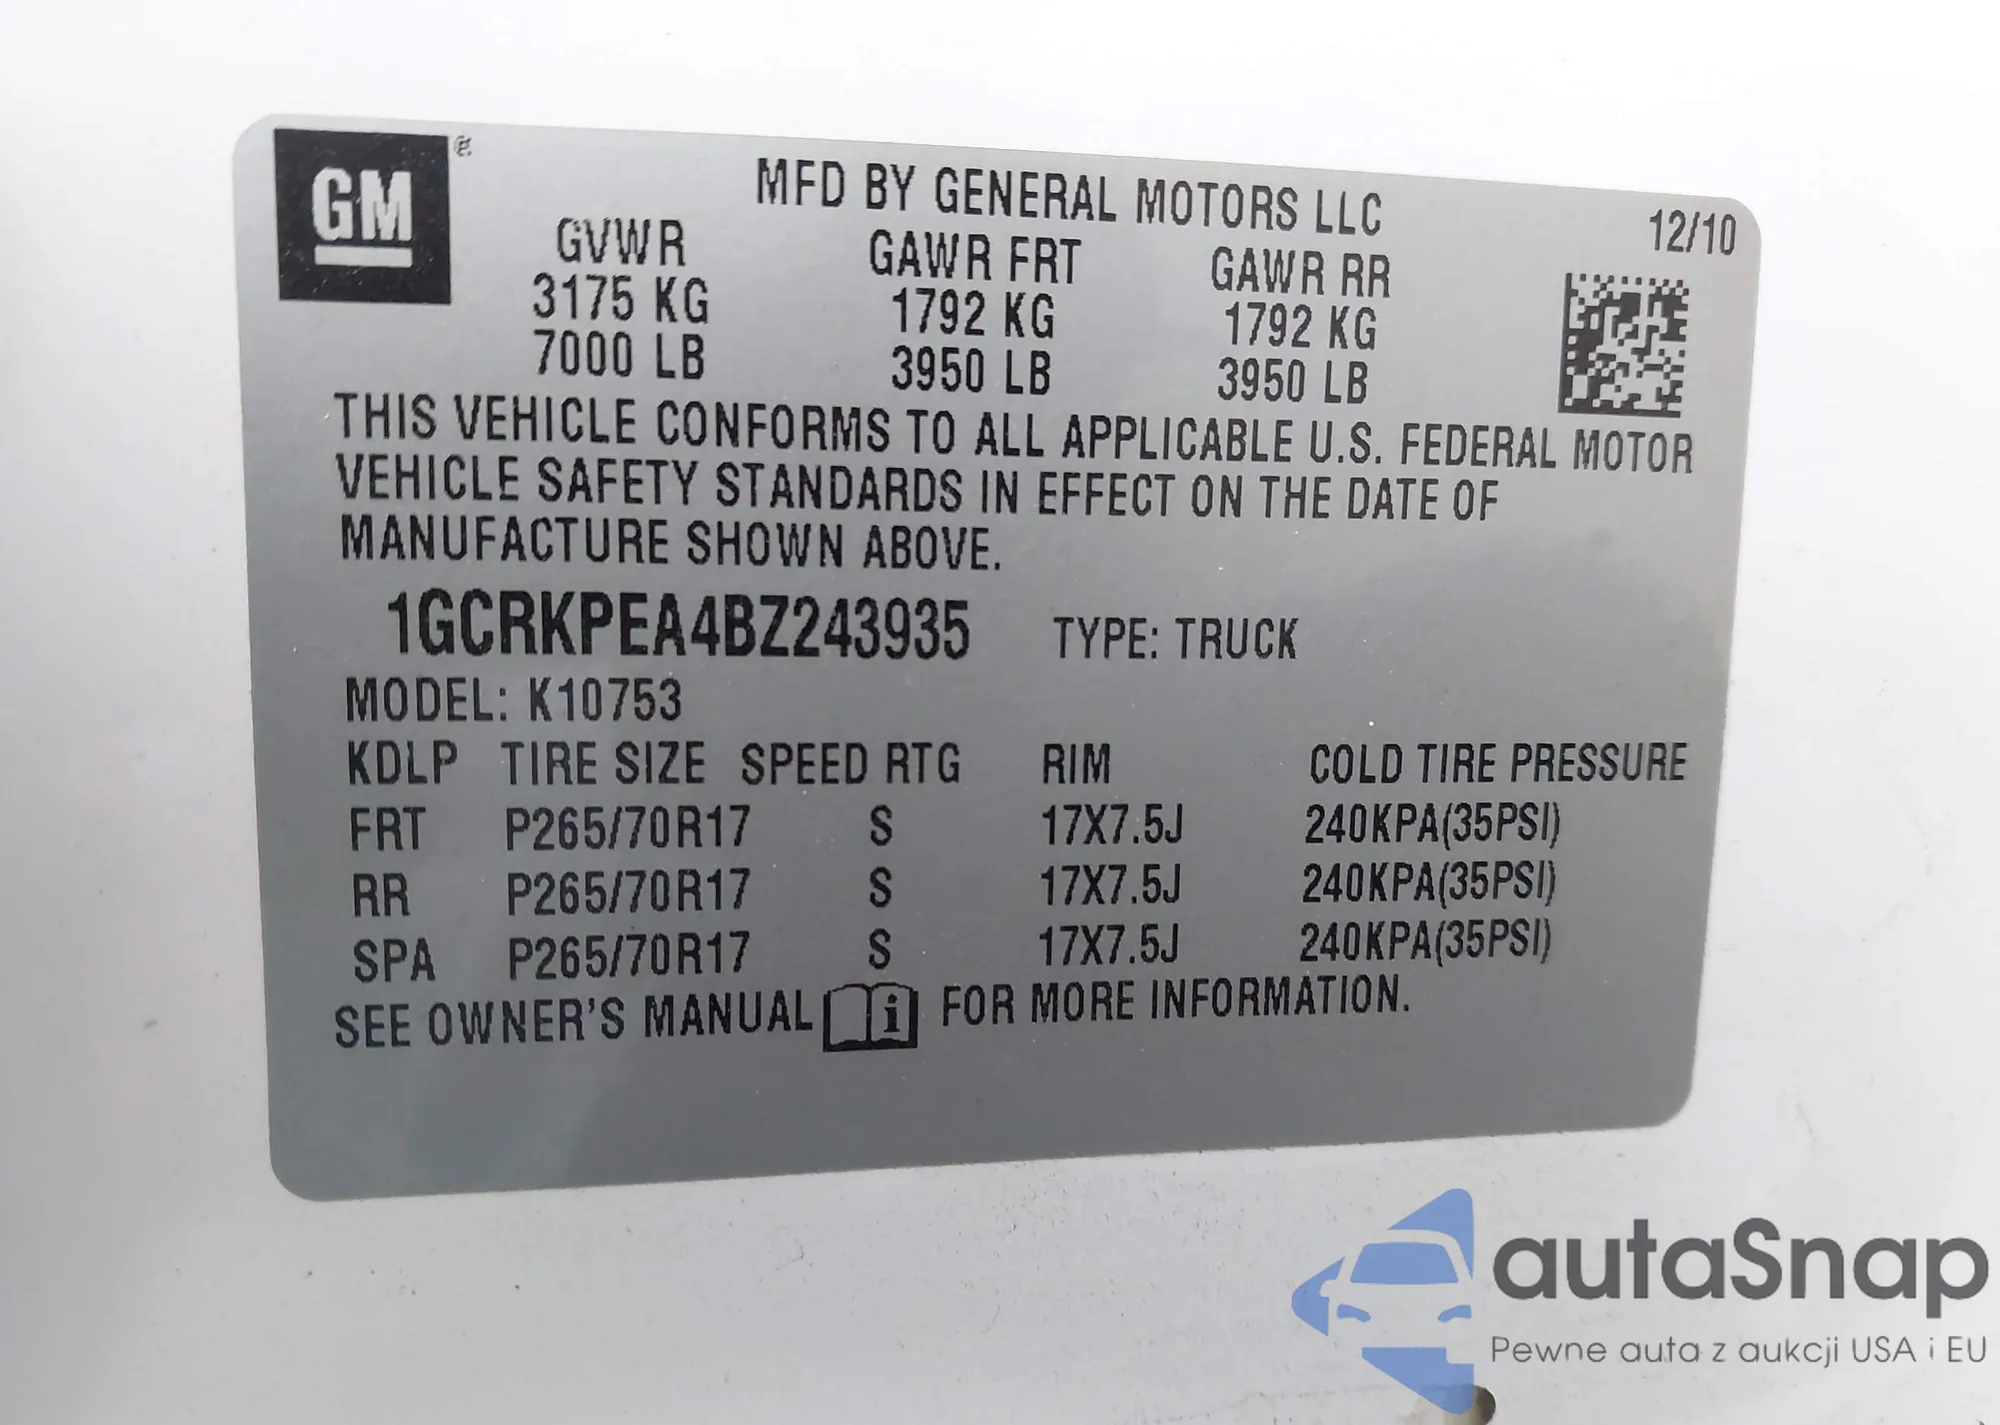 GM
MFD BY GENERAL MOTORS LLC
12/10
GVWR GAWR FRT GAWR RR
3175 KG 1792 KG 1792 KG
7000 LB 3950 LB 3950 LB
THIS VEHICLE CONFORMS TO ALL APPLICABLE U.S. FEDERAL MOTOR
VEHICLE SAFETY STANDARDS IN EFFECT ON THE DATE OF
MANUFACTURE SHOWN ABOVE.
1GCRKPEA4BZ243935 TYPE: TRUCK
MODEL: K10753
KDLP TIRE SIZE SPEED RTG RIM COLD TIRE PRESSURE
FRT P265/70R17 S 17X7.5J 240KPA(35PSI)
RR P265/70R17 S 17X7.5J 240KPA(35PSI)
SPA P265/70R17 S 17X7.5J 240KPA(35PSI)
SEE OWNER'S MANUAL i FOR MORE INFORMATION.
autaSnap
Pewne auta z aukcji USA i EU